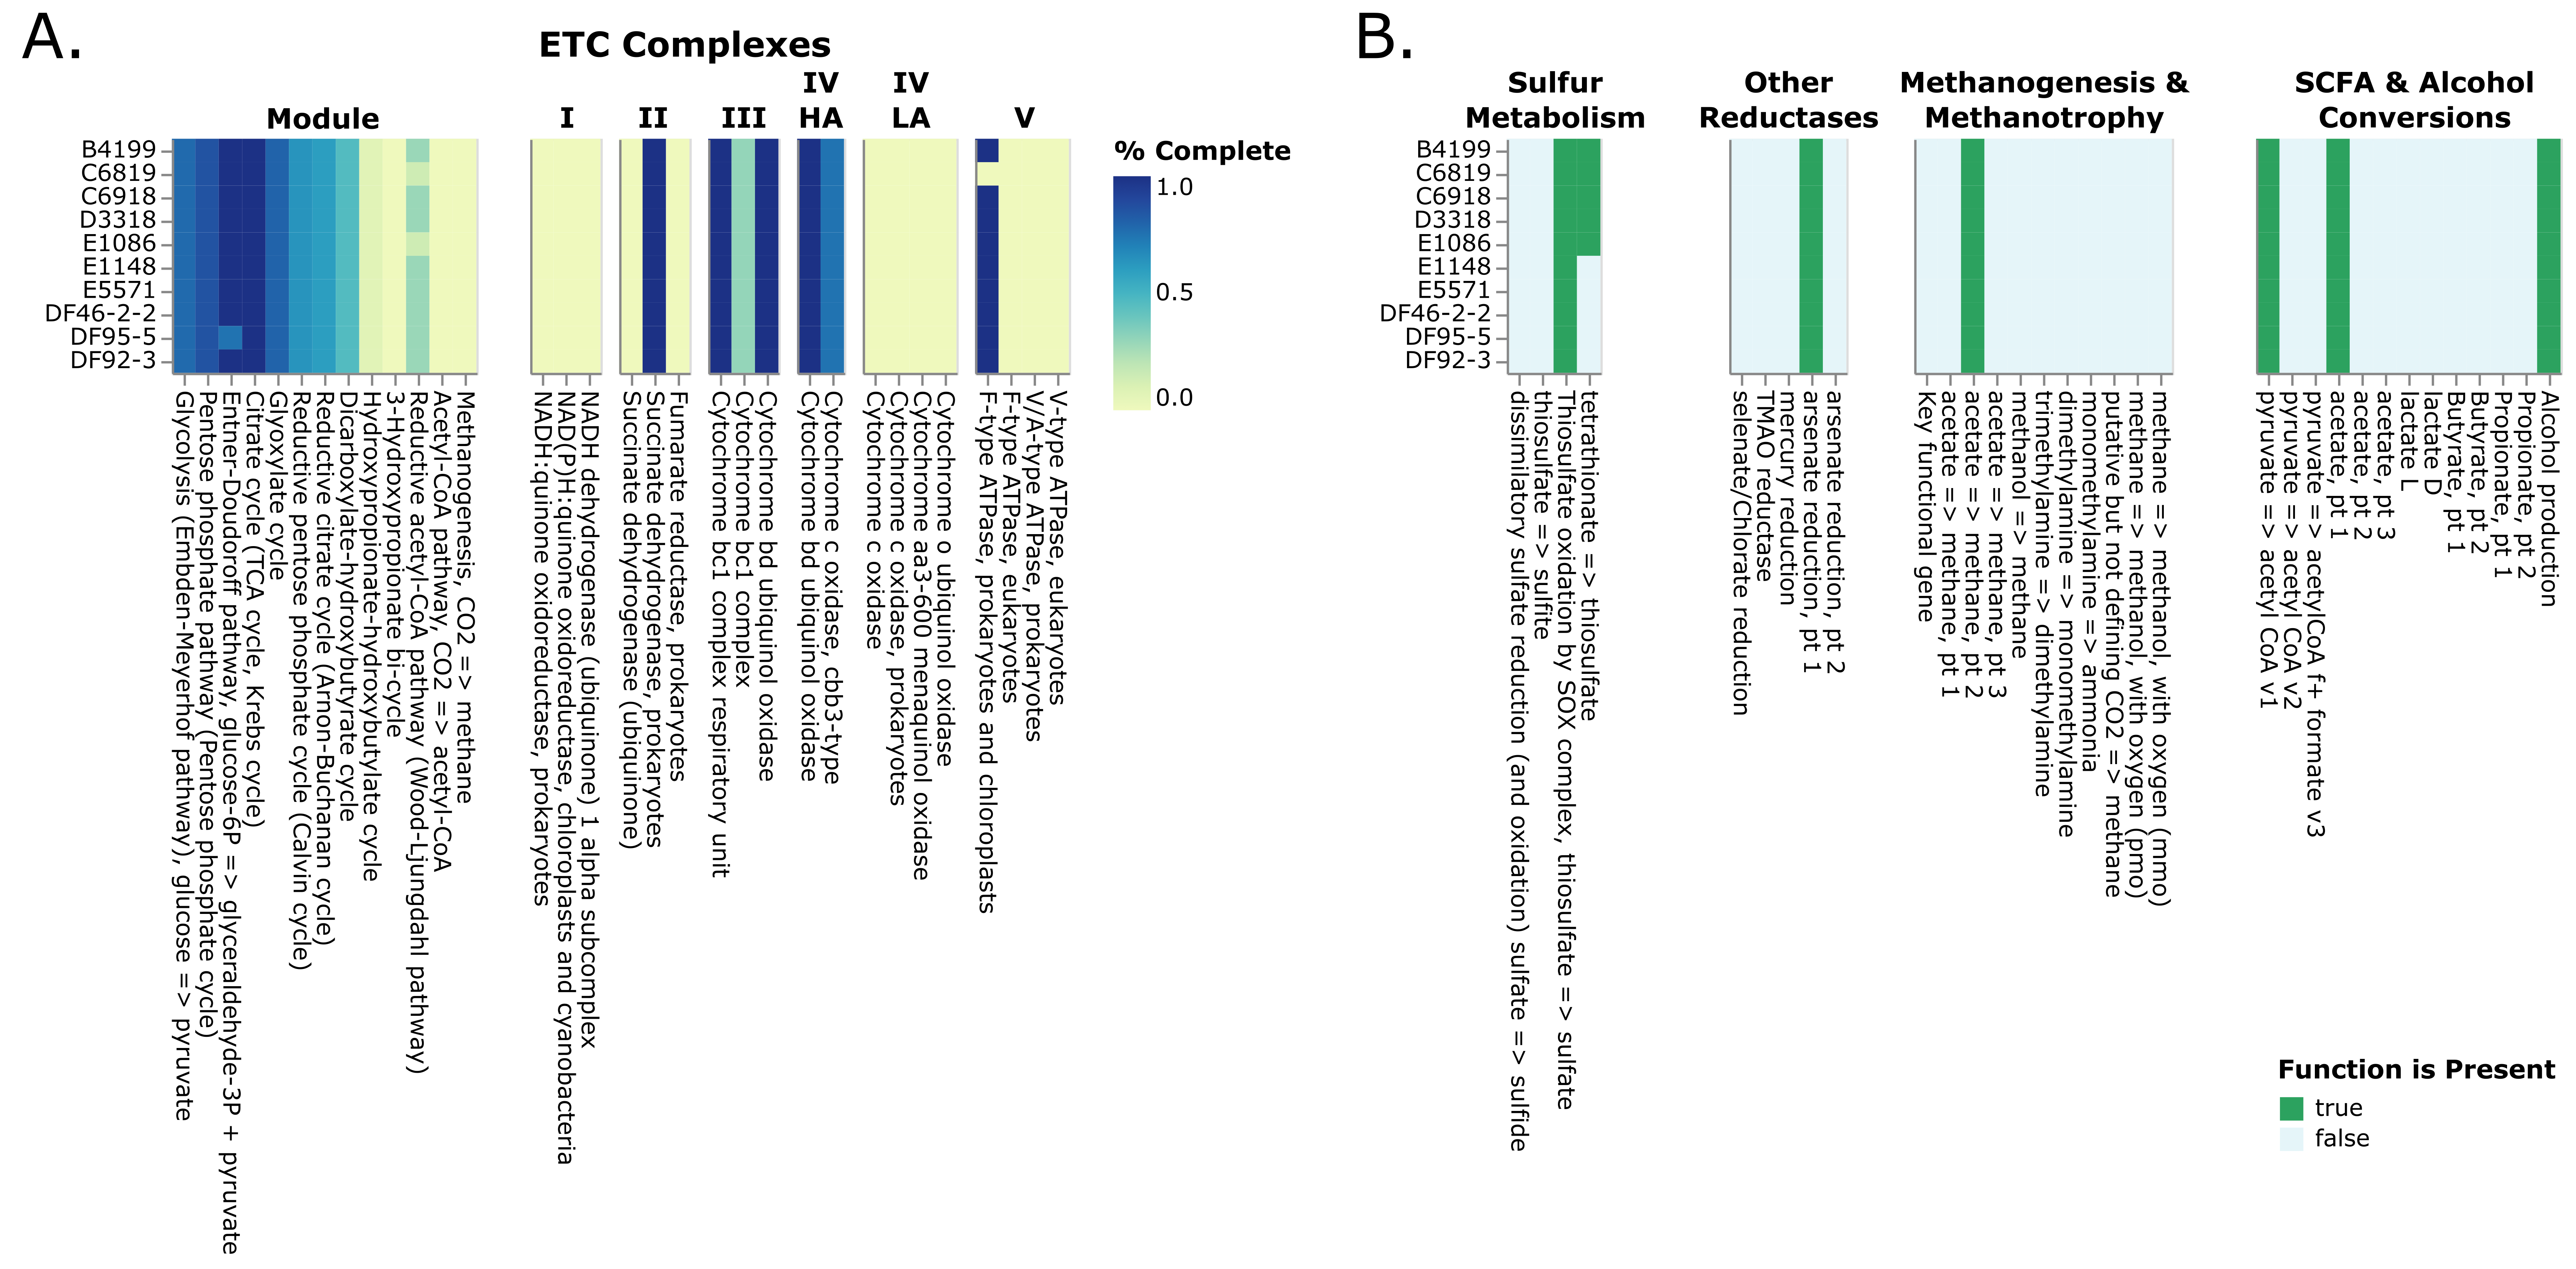 A.
ETC Complexes
Module
I
II
III
IV
HA
IV
LA
V
B4199
C6819
C6918
D3318
E1086
E1148
E5571
DF46-2-2
DF95-5
DF92-3
Glycolysis (Embden-Meyerhof pathway), glucose => pyruvate
Pentose phosphate pathway (Pentose phosphate cycle)
Entner-Doudoroff pathway, glucose-6P => glyceraldehyde-3P + pyruvate
Citrate cycle (TCA cycle, Krebs cycle)
Glyoxylate cycle
Reductive pentose phosphate cycle (Calvin cycle)
Reductive citrate cycle (Arnon-Buchanan cycle)
Dicarboxylate-hydroxybutyrate cycle
Hydroxypropionate-hydroxybutylate cycle
3-Hydroxypropionate bi-cycle
Reductive acetyl-CoA pathway (Wood-Ljungdahl pathway)
Acetyl-CoA pathway, CO2 => acetyl-CoA
Methanogenesis, CO2 => methane
NADH:quinone oxidoreductase, prokaryotes
NAD(P)H:quinone oxidoreductase, chloroplasts and cyanobacteria
NADH dehydrogenase (ubiquinone) 1 alpha subcomplex
Succinate dehydrogenase (ubiquinone)
Succinate dehydrogenase, prokaryotes
Fumarate reductase, prokaryotes
Cytochrome bc1 complex respiratory unit
Cytochrome bc1 complex
Cytochrome bd ubiquinol oxidase
Cytochrome bd ubiquinol oxidase
Cytochrome c oxidase, cbb3-type
Cytochrome c oxidase
Cytochrome c oxidase, prokaryotes
Cytochrome aa3-600 menaquinol oxidase
Cytochrome o ubiquinol oxidase
F-type ATPase, prokaryotes and chloroplasts
F-type ATPase, eukaryotes
V/A-type ATPase, prokaryotes
V-type ATPase, eukaryotes
% Complete
1.0
0.5
0.0
B.
Sulfur
Metabolism
Other
Reductases
Methanogenesis &
Methanotrophy
SCFA & Alcohol
Conversions
B4199
C6819
C6918
D3318
E1086
E1148
E5571
DF46-2-2
DF95-5
DF92-3
dissimilatory sulfate reduction (and oxidation) sulfate => sulfide
thiosulfate => sulfite
Thiosulfate oxidation by SOX complex, thiosulfate => sulfate
tetrathionate => thiosulfate
selenate/Chlorate reduction
TMAO reductase
mercury reduction
arsenate reduction, pt 1
arsenate reduction, pt 2
Key functional gene
acetate => methane, pt 1
acetate => methane, pt 2
acetate => methane, pt 3
methanol => methane
trimethylamine => dimethylamine
dimethylamine => monomethylamine
monomethylamine => ammonia
putative but not defining CO2 => methane
methane => methanol, with oxygen (pmo)
methane => methanol, with oxygen (mmo)
pyruvate => acetyl CoA v1
pyruvate => acetyl CoA v2
pyruvate => acetylCoA f+ formate v3
acetate, pt 1
acetate, pt 2
acetate, pt 3
lactate L
lactate D
Butyrate, pt 1
Butyrate, pt 2
Propionate, pt 1
Propionate, pt 2
Alcohol production
Function is Present
true
false